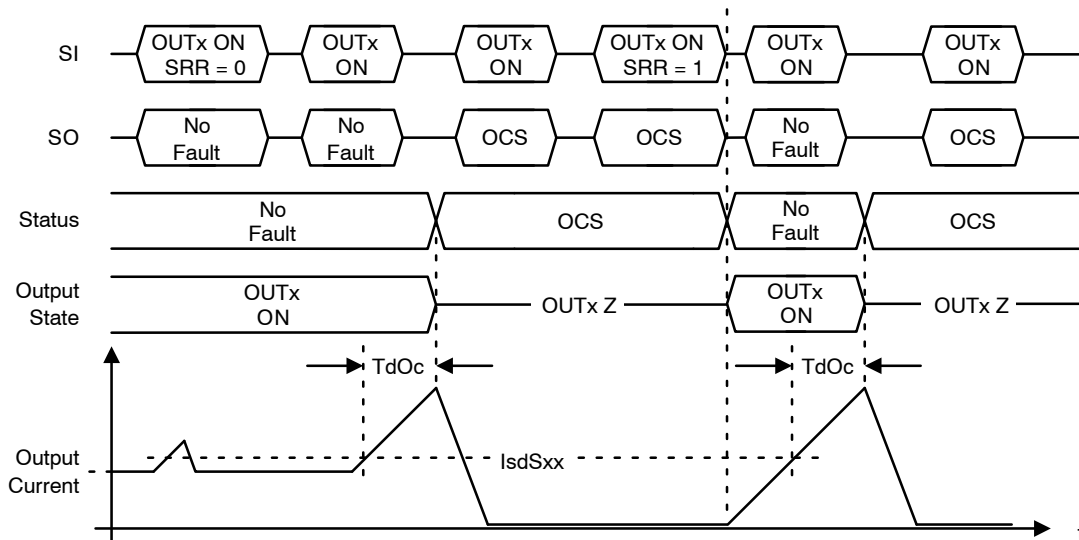 SI
OUTx ON
SRR = 0
OUTx
ON
OUTx
ON
OUTx ON
SRR = 1
OUTx
ON
OUTx
ON
SO
No
Fault
No
Fault
OCS
OCS
No
Fault
OCS
Status
No
Fault
OCS
No
Fault
OCS
Output
State
OUTx
ON
OUTx Z
OUTx
ON
OUTx Z
TdOc
TdOc
Output
Current
IsdSxx